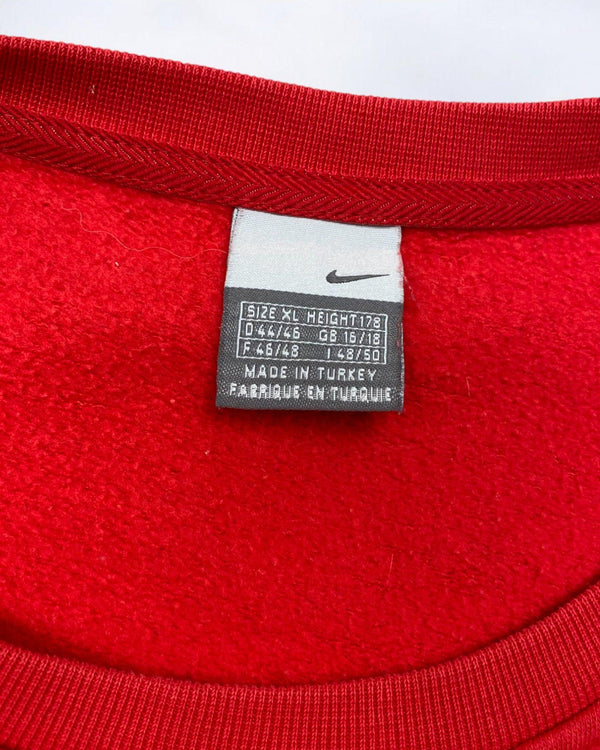 SIZE XL HEIGHT 178
D 44/46 GB 16/18
F 46/48 I 48/50
MADE IN TURKEY
FABRIQUE EN TURQUIE